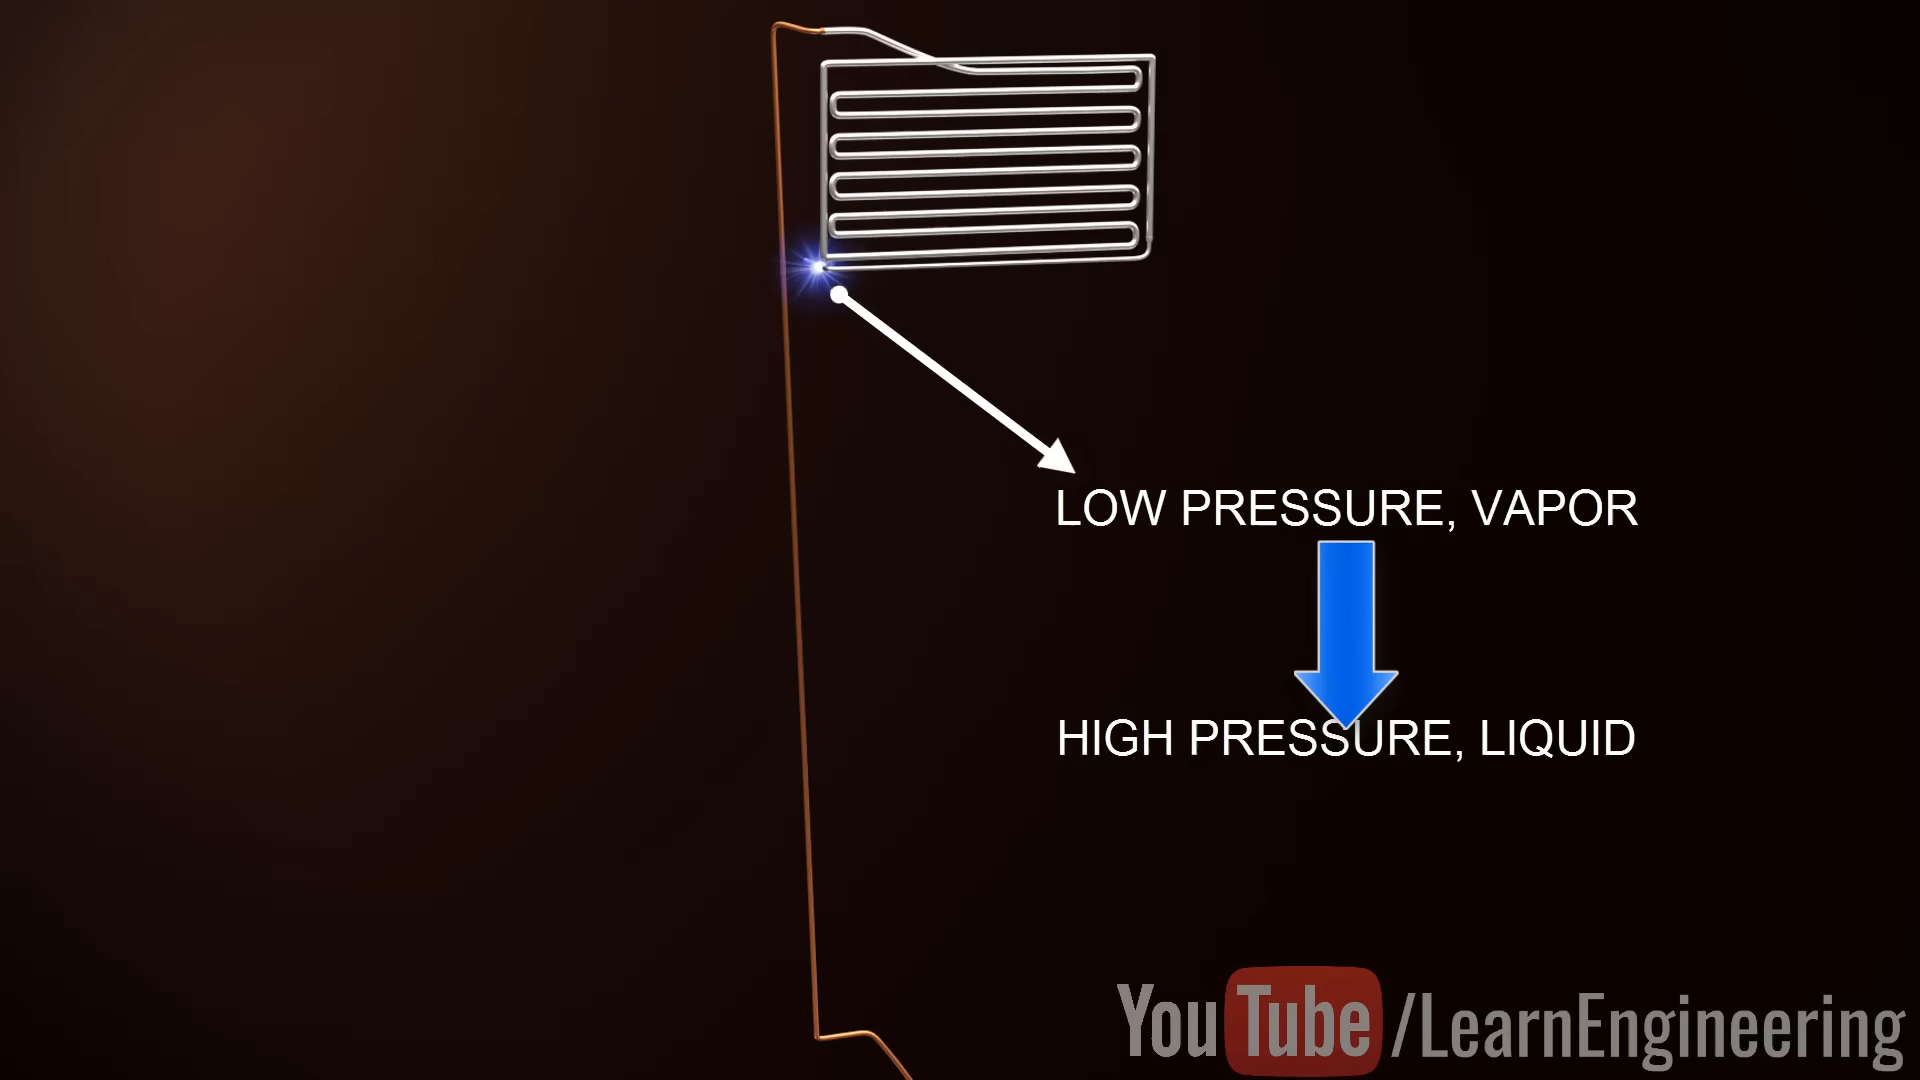 LOW PRESSURE, VAPOR
HIGH PRESSURE, LIQUID
YouTube/LearnEngineering